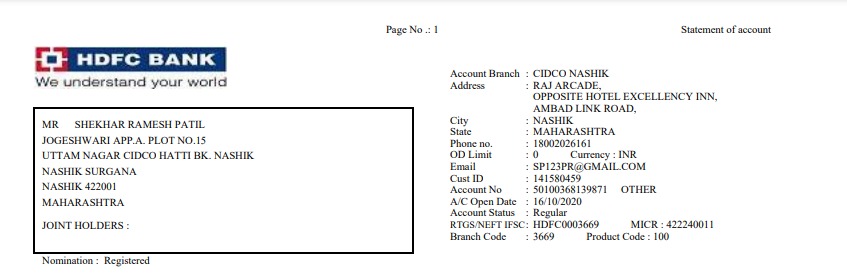 Page No .: 1
Statement of account
HDFC BANK
We understand your world
MR SHEKHAR RAMESH PATIL
JOGESHWARI APP.A. PLOT NO.15
UTTAM NAGAR CIDCO HATTI BK. NASHIK
NASHIK SURGANA
NASHIK 422001
MAHARASHTRA
JOINT HOLDERS :
Nomination : Registered
Account Branch : CIDCO NASHIK
Address : RAJ ARCADE,
OPPOSITE HOTEL EXCELLENCY INN,
AMBAD LINK ROAD,
City : NASHIK
State : MAHARASHTRA
Phone no. : 18002026161
OD Limit : 0 Currency : INR
Email : SP123PR@GMAIL.COM
Cust ID : 141580459
Account No : 50100368139871 OTHER
A/C Open Date : 16/10/2020
Account Status : Regular
RTGS/NEFT IFSC: HDFC0003669 MICR : 422240011
Branch Code : 3669 Product Code : 100